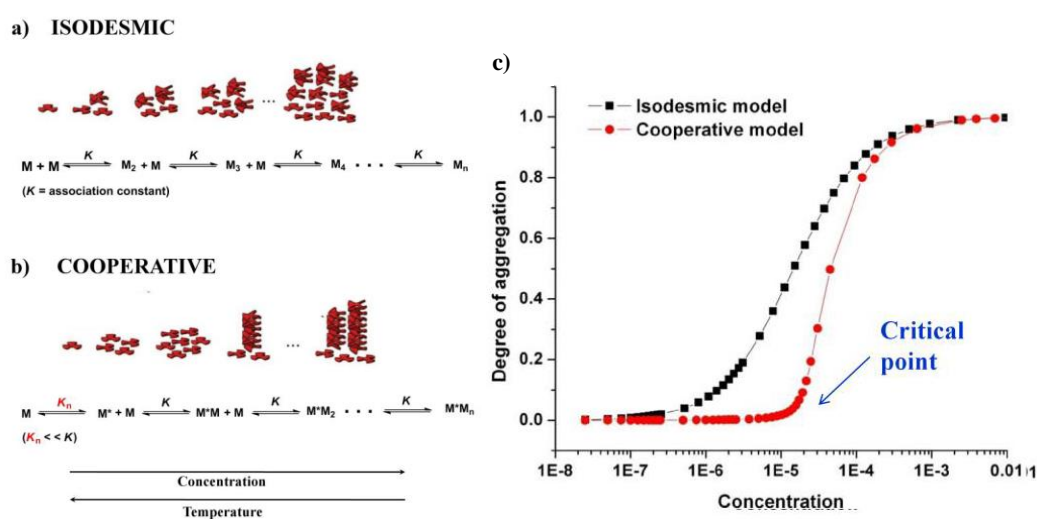 a) ISODESMIC
...
M + M K M₂ + M K M₃ + M K M₄ · · · · K Mₙ
(K = association constant)
b) COOPERATIVE
...
M Kₙ M* + M K M*M + M K M*M₂ · · · · K M*Mₙ
(Kₙ << K)
Concentration
Temperature
c)
Isodesmic model
Cooperative model
Degree of aggregation
1.0
0.8
0.6
0.4
0.2
0.0
Critical
point
1E-8 1E-7 1E-6 1E-5 1E-4 1E-3 0.01
Concentration